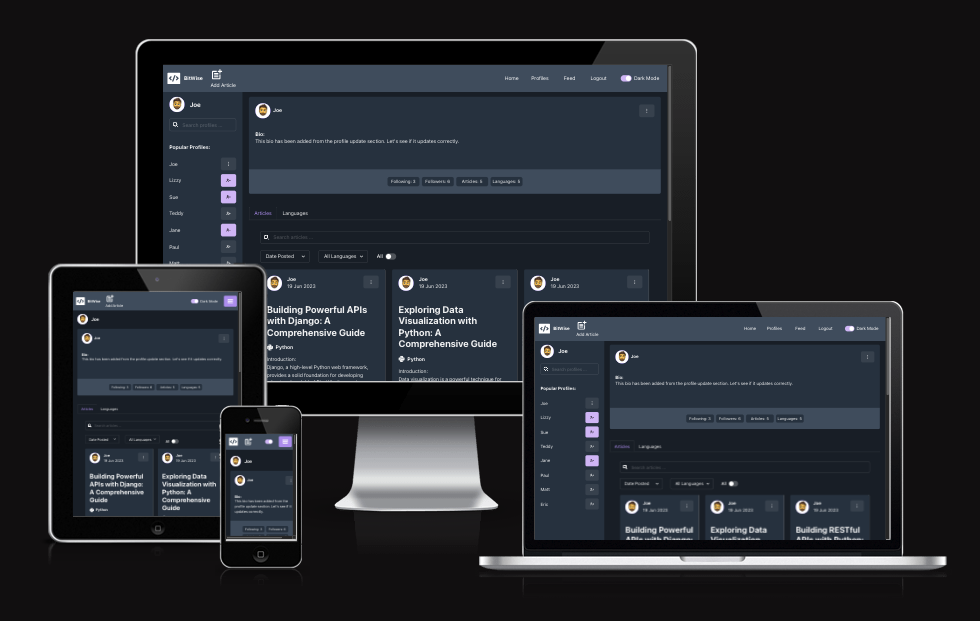 BitWise
Add Article
Home Profiles Feed Logout Dark Mode
Joe
Search profiles...
Popular Profiles:
Joe
Lizzy
Sue
Teddy
Jane
Paul
Matt
Joe
Bio:
This bio has been added from the profile update section. Let's see if it updates correctly.
Following: 3 Followers: 6 Articles: 5 Languages: 5
Articles Languages
Search articles...
Date Posted All Languages All
Joe
19 Jun 2023
Building Powerful
APIs with Django: A
Comprehensive
Guide
Python
Introduction:
Django, a high-level Python web framework,
provides a solid foundation for developing
Joe
19 Jun 2023
Exploring Data
Visualization with
Python: A
Comprehensive Guide
Python
Introduction:
Data visualization is a powerful technique for
Joe
19 Jun 2023
BitWise
Add Article
Dark Mode
Joe
Joe
Bio:
This bio has been added from the profile update section. Let's see if it updates correctly.
Following: 3 Followers: 6 Articles: 5 Languages: 5
Articles Languages
Search articles...
Date Posted All Languages All
Joe
19 Jun 2023
Building Powerful
APIs with Django:
A Comprehensive
Guide
Python
Joe
19 Jun 2023
Exploring Data
Visualization with
Python: A
Comprehensive
Guide
Joe
Joe
Bio:
This bio has been added from the
profile update section. Let's see if it
updates correctly.
Following: 3 Followers: 6
BitWise
Add Article
Home Profiles Feed Logout Dark Mode
Joe
Search profiles...
Popular Profiles:
Joe
Lizzy
Sue
Teddy
Jane
Paul
Matt
Eric
Joe
Bio:
This bio has been added from the profile update section. Let's see if it updates correctly.
Following: 3 Followers: 6 Articles: 5 Languages: 5
Articles Languages
Search articles...
Date Posted All Languages All
Joe
19 Jun 2023
Building Powerful
APIs with Django:
Joe
19 Jun 2023
Exploring Data
Visualization
Joe
19 Jun 2023
Building RESTful
APIs with Python: